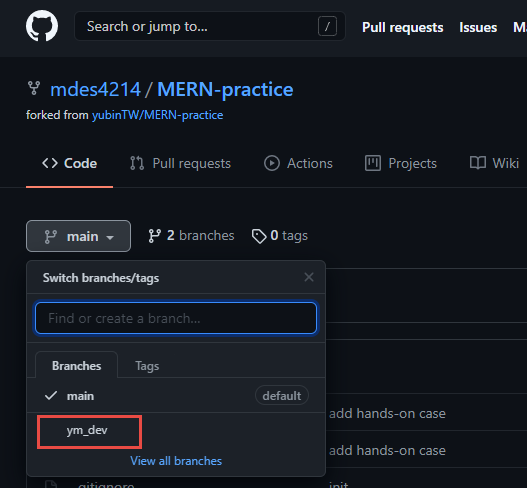 Search or jump to... /
Pull requests Issues
mdes4214 / MERN-practice
forked from yubinTW/MERN-practice
Code Pull requests Actions Projects Wiki
main 2 branches 0 tags
Switch branches/tags
Find or create a branch...
Branches Tags
main default
add hands-on case
ym_dev
add hands-on case
View all branches
.gitignore init